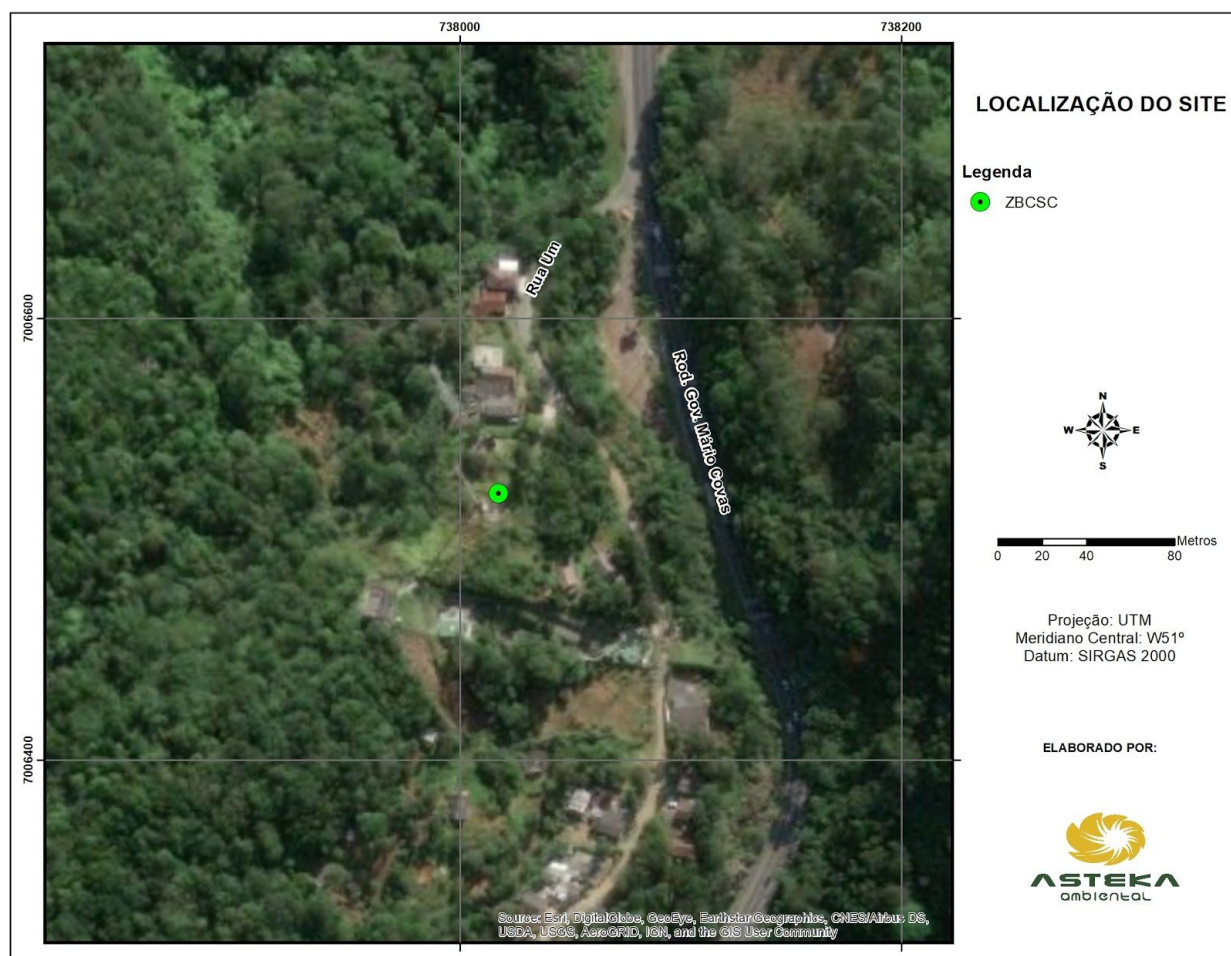 738000
738200
LOCALIZAÇÃO DO SITE
Legenda
ZBCSC
Rua Um
7006600
Rod. Gov. Mário Covas
N
W
E
S
Metros
0 20 40 80
Projeção: UTM
Meridiano Central: W51º
Datum: SIRGAS 2000
7006400
ELABORADO POR:
ASTEKA
ambiental
Source: Esri, DigitalGlobe, GeoEye, Earthstar Geographics, CNES/Airbus DS,
USDA, USGS, AeroGRID, IGN, and the GIS User Community